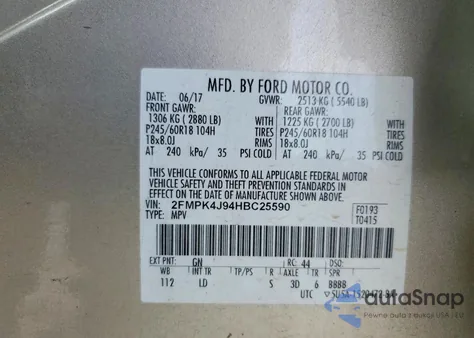 MFD. BY FORD MOTOR CO.
DATE: 06/17 GVWR: 2513 KG ( 5540 LB)
FRONT GAWR: REAR GAWR:
1306 KG ( 2880 LB) WITH 1225 KG ( 2700 LB) WITH
P245/60R18 104H TIRES P245/60R18 104H TIRES
18x8.0J RIMS 18x8.0J RIMS
AT 240 kPa/ 35 PSI COLD AT 240 kPa/ 35 PSI COLD
THIS VEHICLE CONFORMS TO ALL APPLICABLE FEDERAL MOTOR
VEHICLE SAFETY AND THEFT PREVENTION STANDARDS IN
EFFECT ON THE DATE OF MANUFACTURE SHOWN ABOVE.
VIN: 2FMPK4J94HBC25590 F0193
TYPE: MPV T0415
EXT PNT: GN RC: 44 DSO:
WB INT TR TP/PS R AXLE TR SPR
112 LD S 3D 6 BBBB
UTC
autoSnap